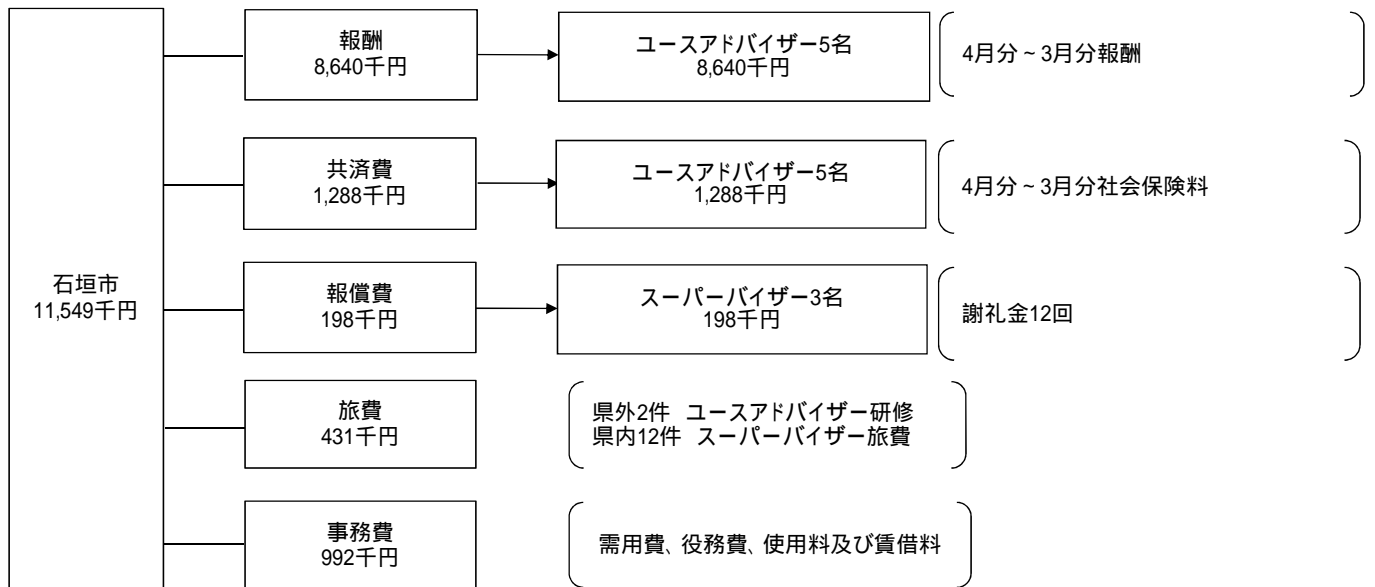 石垣市
11,549千円
報酬
8,640千円
ユースアドバイザー5名
8,640千円
4月分~3月分報酬
共済費
1,288千円
ユースアドバイザー5名
1,288千円
4月分~3月分社会保険料
報償費
198千円
スーパーバイザー3名
198千円
謝礼金12回
旅費
431千円
県外2件 ユースアドバイザー研修
県内12件 スーパーバイザー旅費
事務費
992千円
需用費、役務費、使用料及び賃借料